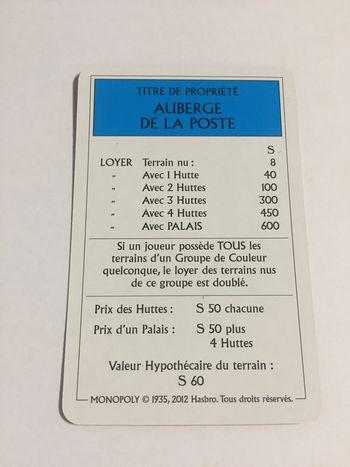 TITRE DE PROPRIÉTÉ
AUBERGE
DE LA POSTE
S
LOYER Terrain nu : 8
" Avec 1 Hutte 40
" Avec 2 Huttes 100
" Avec 3 Huttes 300
" Avec 4 Huttes 450
" Avec PALAIS 600
Si un joueur possède TOUS les
terrains d'un Groupe de Couleur
quelconque, le loyer des terrains nus
de ce groupe est doublé.
Prix des Huttes : S 50 chacune
Prix d'un Palais : S 50 plus
4 Huttes
Valeur Hypothécaire du terrain :
S 60
MONOPOLY © 1935, 2012 Hasbro. Tous droits réservés.